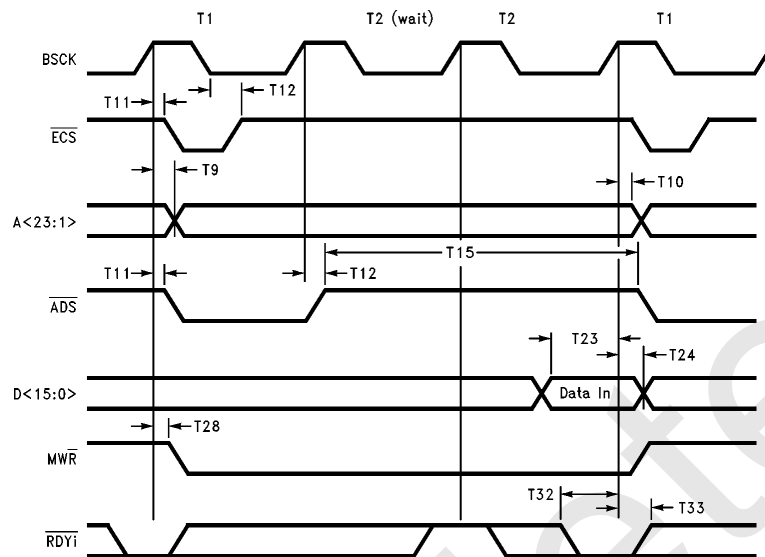 T1 T2 (wait) T2 T1
BSCK
T11 T12
ECS
T9 T10
A<23:1>
T15
T11 T12
ADS
T23
T24
D<15:0> Data In
T28
MWR
T32
T33
RDYi